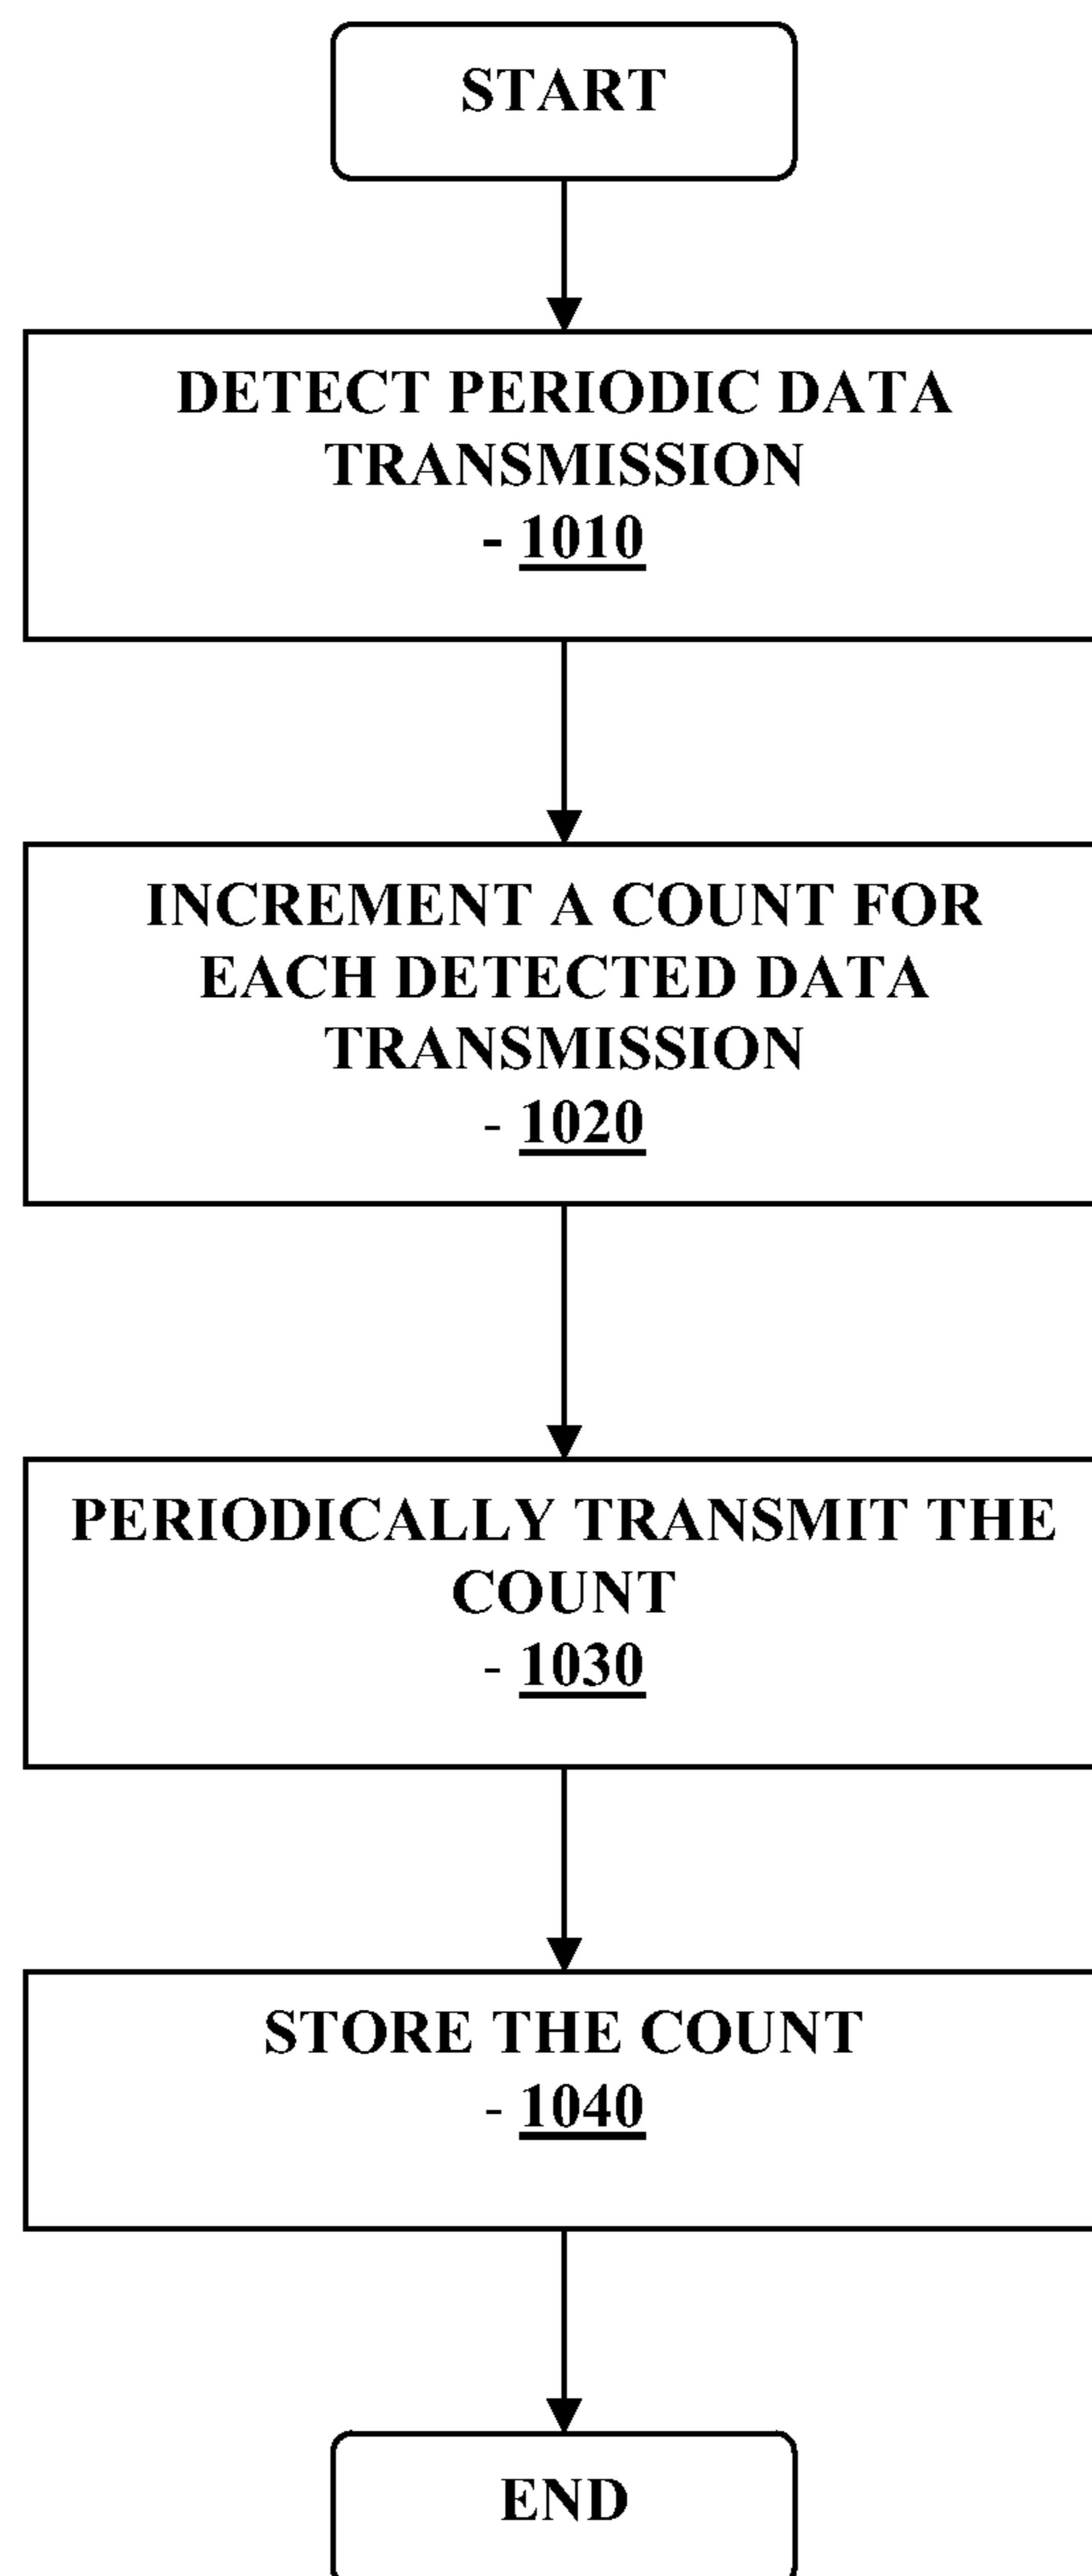 START
DETECT PERIODIC DATA
TRANSMISSION
- 1010
INCREMENT A COUNT FOR
EACH DETECTED DATA
TRANSMISSION
- 1020
PERIODICALLY TRANSMIT THE
COUNT
- 1030
STORE THE COUNT
- 1040
END